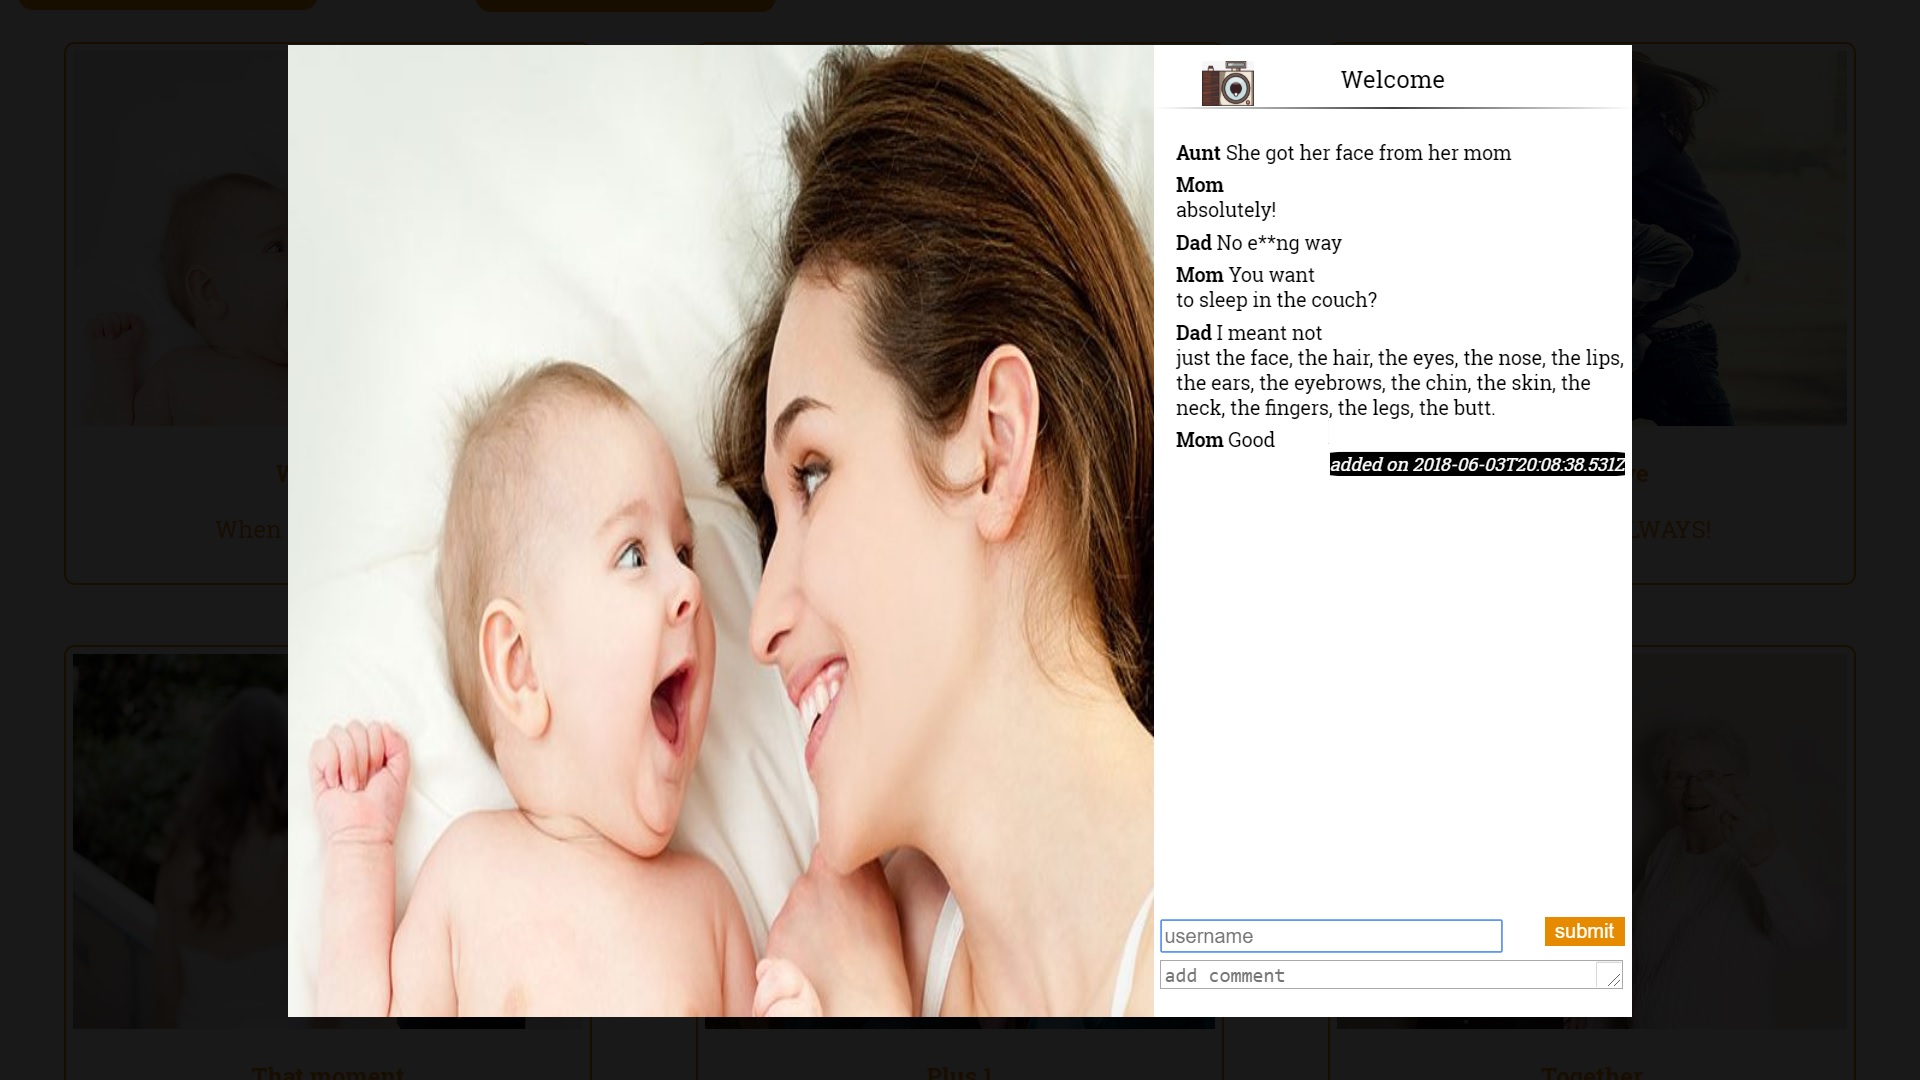 Welcome
Aunt She got her face from her mom
Mom
absolutely!
Dad No e**ng way
Mom You want
to sleep in the couch?
Dad I meant not
just the face, the hair, the eyes, the nose, the lips,
the ears, the eyebrows, the chin, the skin, the
neck, the fingers, the legs, the butt.
Mom Good
added on 2018-06-03T20:08:38.531Z
username
submit
add comment
When
WAYS!
That moment
Plus 1
Together